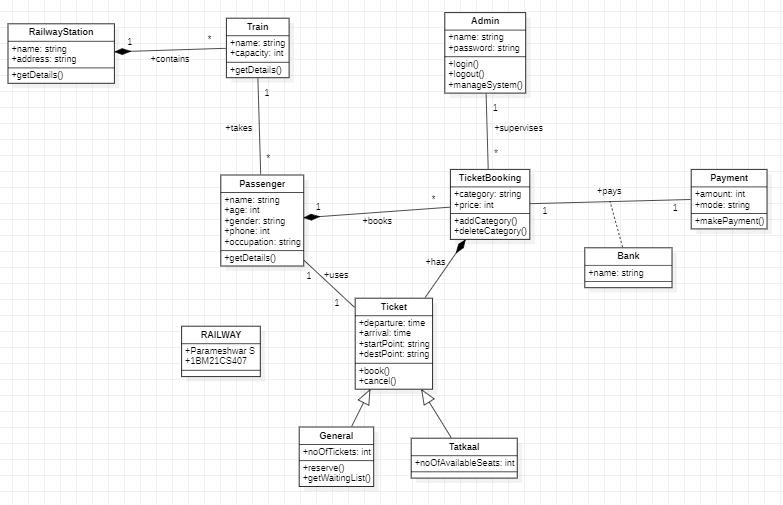 RailwayStation
+name: string
+address: string
+getDetails()
1
*
+contains
Train
+name: string
+capacity: int
+getDetails()
1
+takes
*
Admin
+name: string
+password: string
+login()
+logout()
+manageSystem()
1
+supervises
*
Passenger
+name: string
+age: int
+gender: string
+phone: int
+occupation: string
+getDetails()
1
*
+books
TicketBooking
+category: string
+price: int
+addCategory()
+deleteCategory()
+pays
1
1
Payment
+amount: int
+mode: string
+makePayment()
Bank
+name: string
+has
+uses
1
1
Ticket
+departure: time
+arrival: time
+startPoint: string
+destPoint: string
+book()
+cancel()
RAILWAY
+Parameshwar S
+1BM21CS407
General
+noOfTickets: int
+reserve()
+getWaitingList()
Tatkaal
+noOfAvailableSeats: int